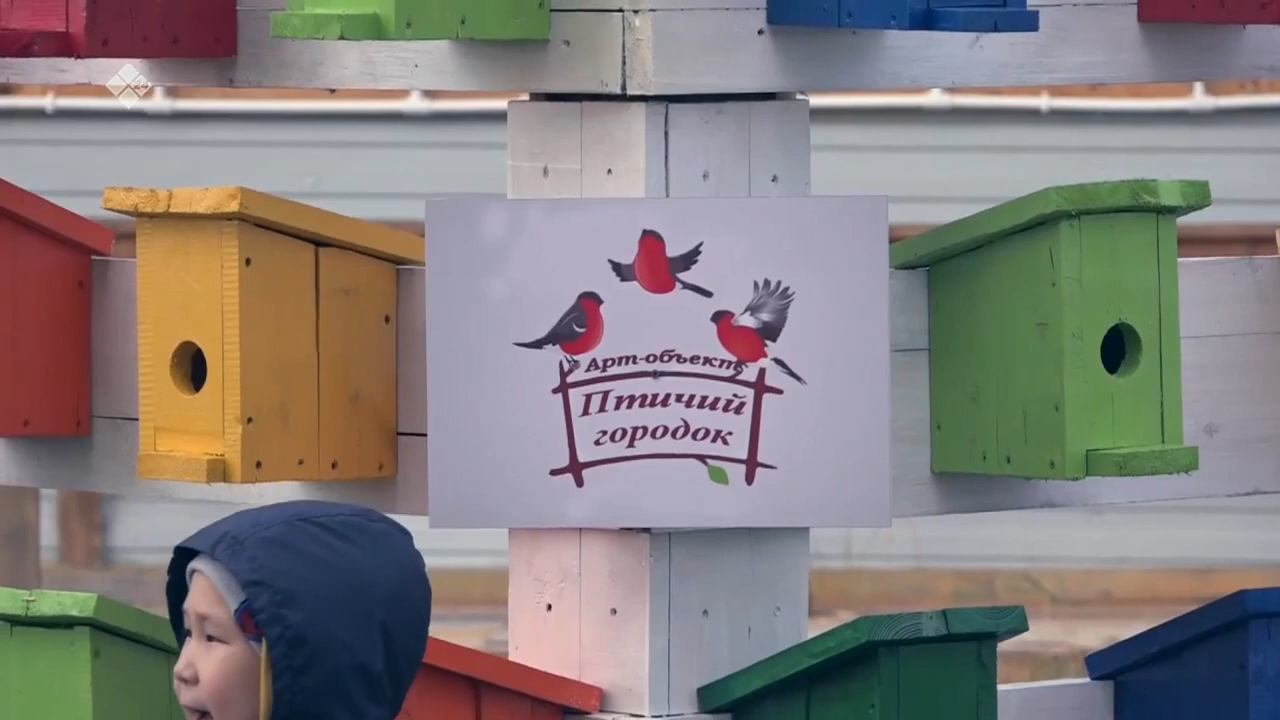 Арт-объект
Птичий
городок